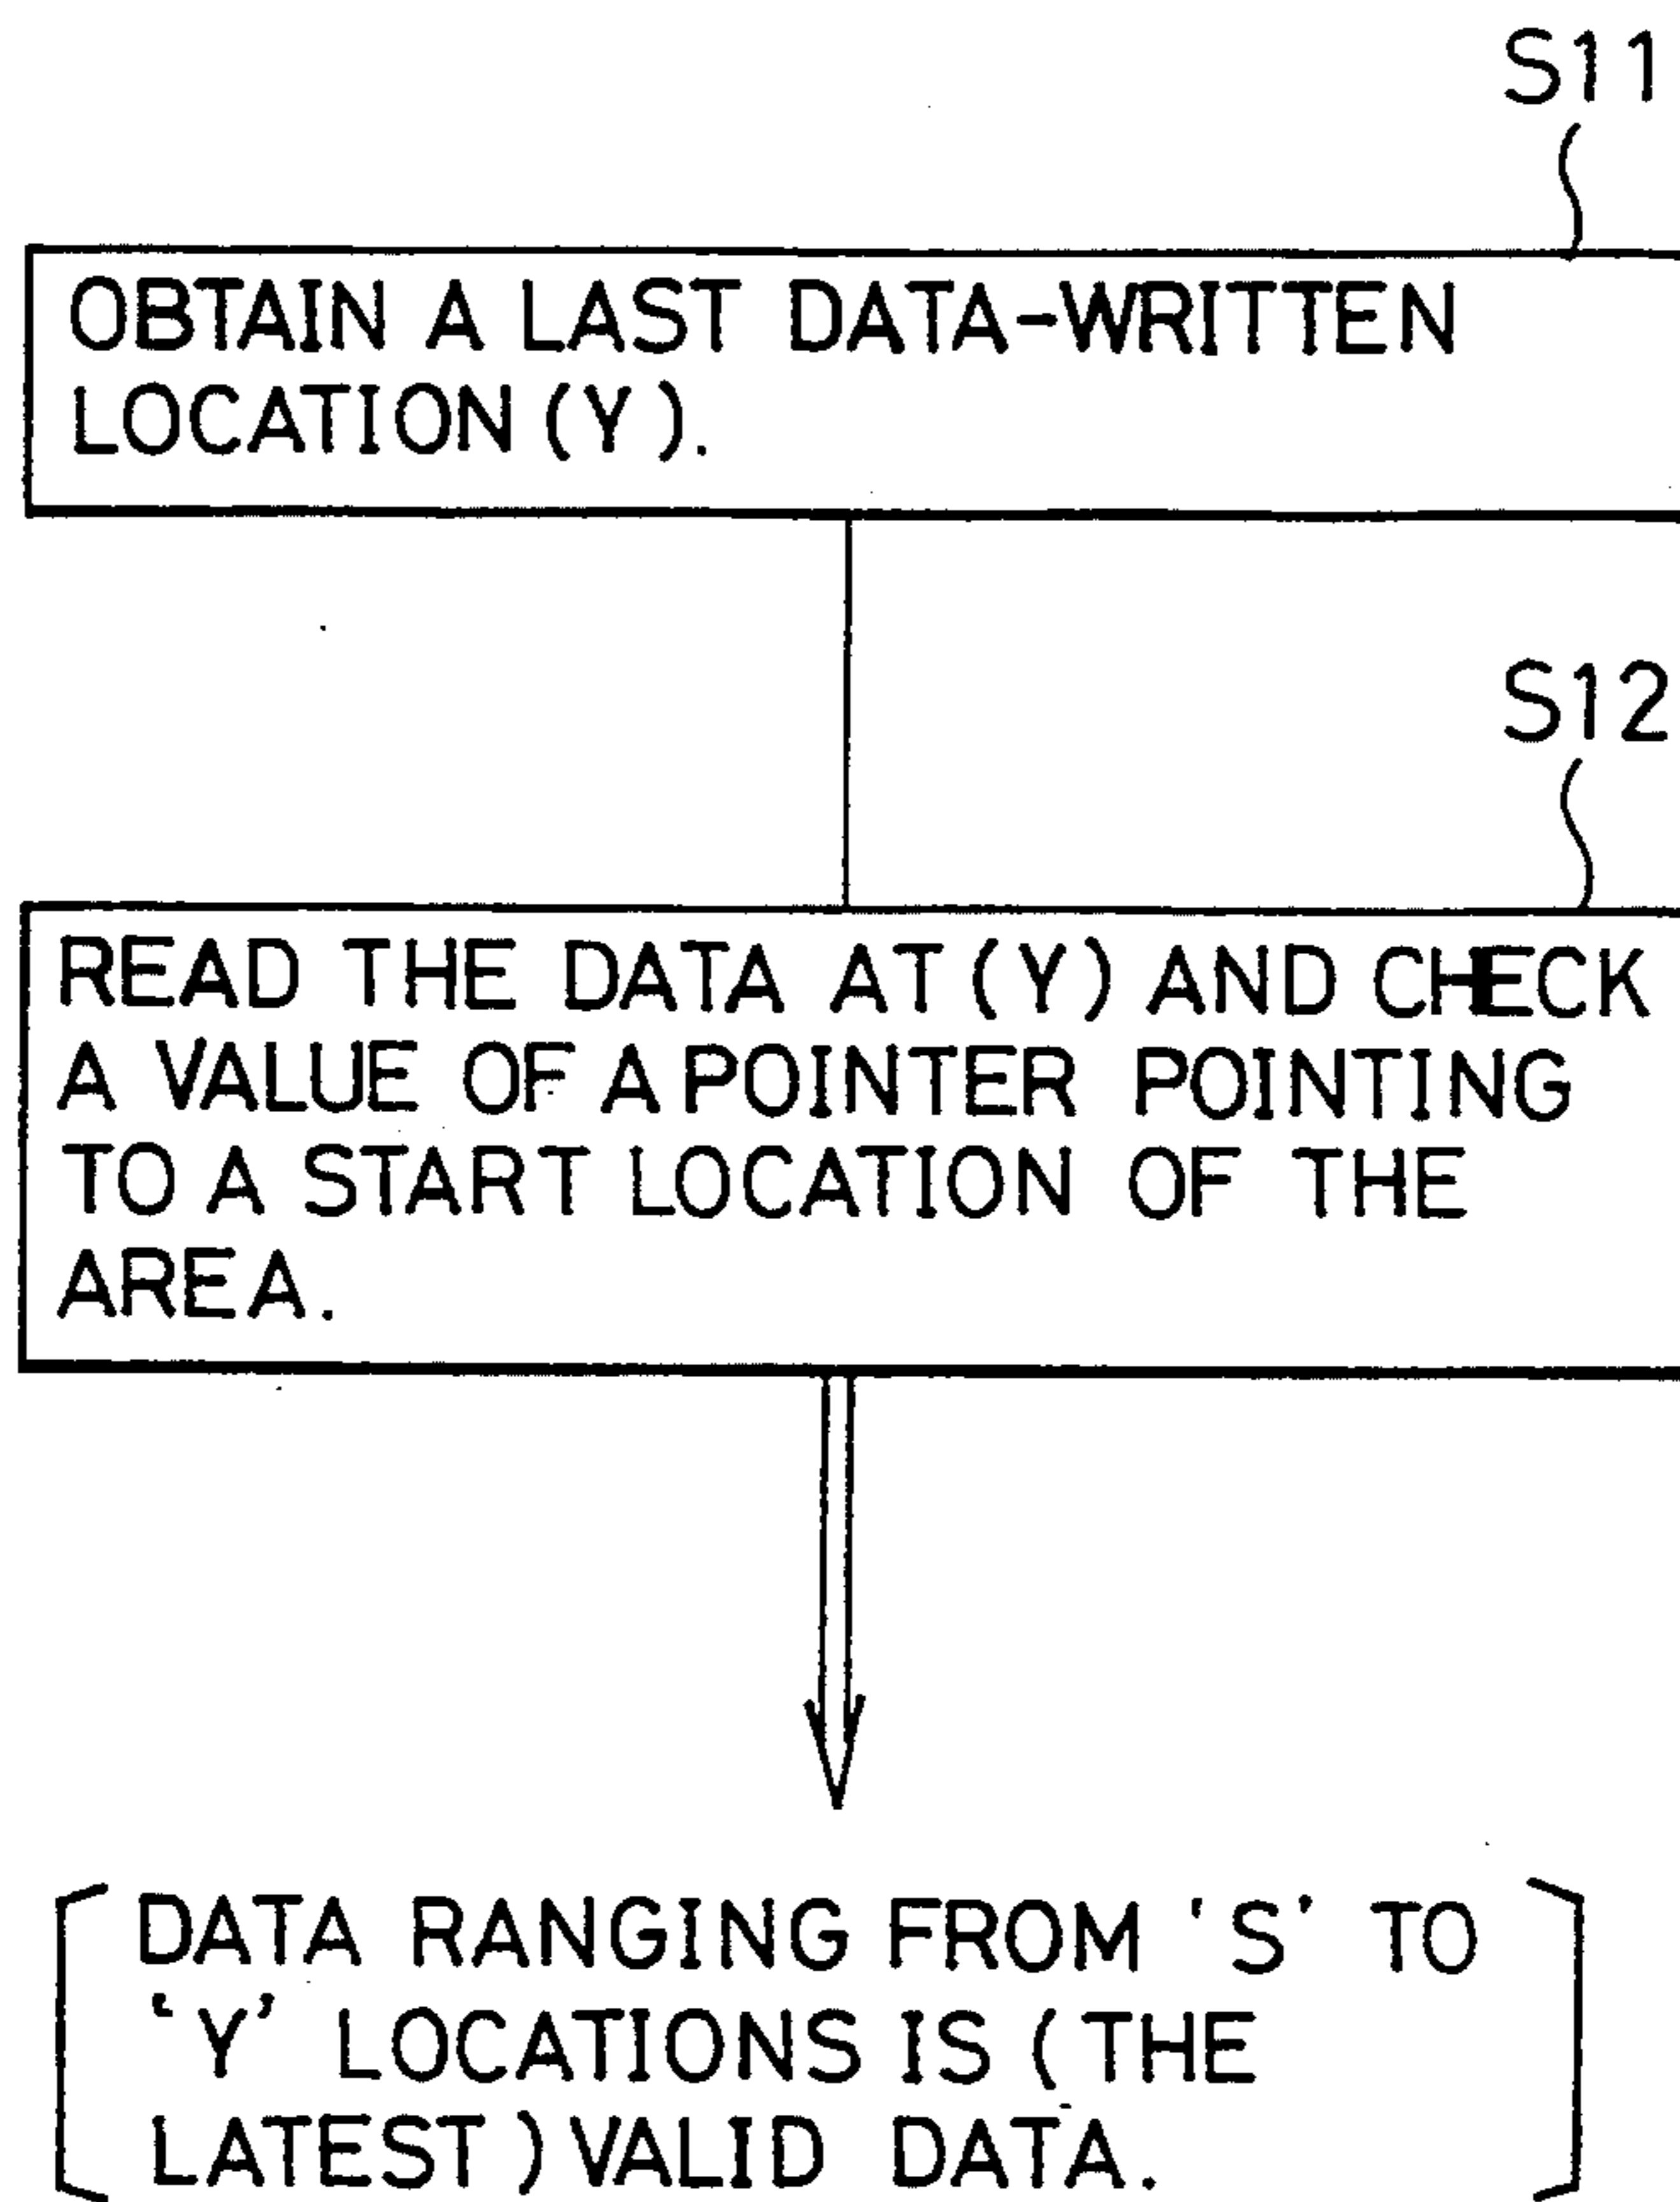 S11
OBTAIN A LAST DATA-WRITTEN
LOCATION (Y).
S12
READ THE DATA AT (Y) AND CHECK
A VALUE OF A POINTER POINTING
TO A START LOCATION OF THE
AREA.
DATA RANGING FROM 'S' TO
'Y' LOCATIONS IS (THE
LATEST) VALID DATA.